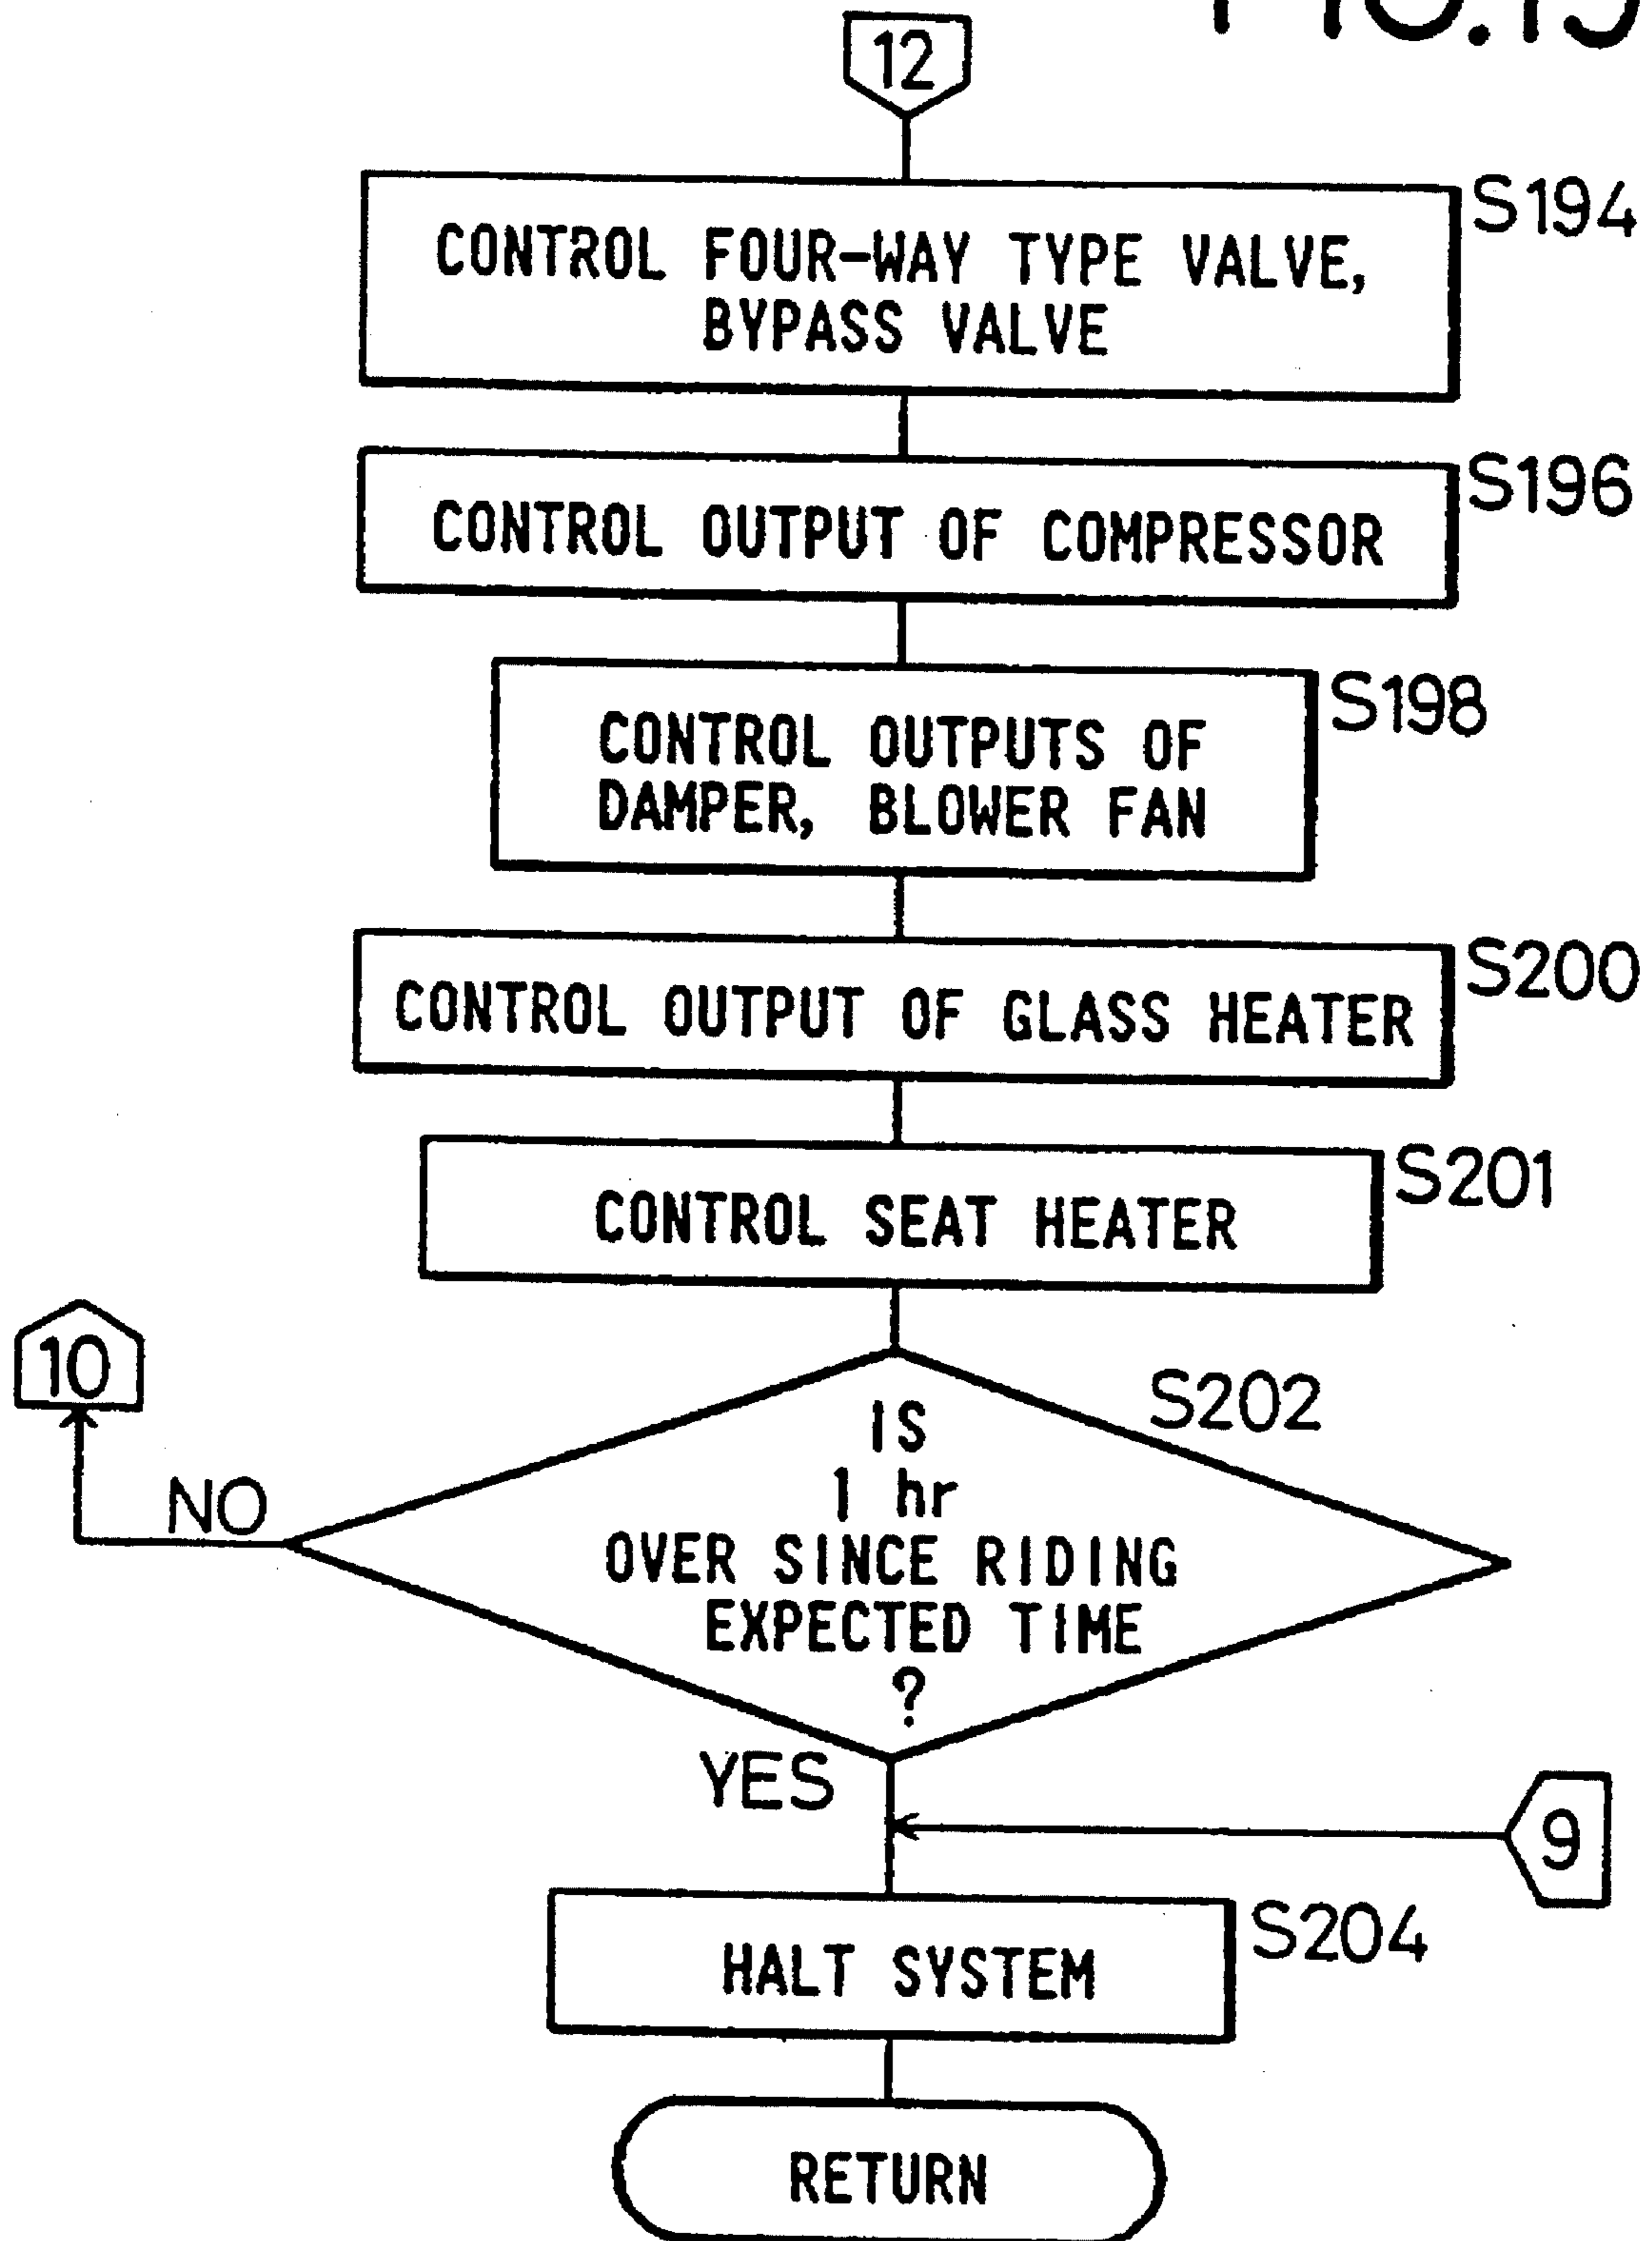 12
S194
CONTROL FOUR-WAY TYPE VALVE,
BYPASS VALVE
S196
CONTROL OUTPUT OF COMPRESSOR
S198
CONTROL OUTPUTS OF
DAMPER, BLOWER FAN
S200
CONTROL OUTPUT OF GLASS HEATER
S201
CONTROL SEAT HEATER
10
S202
IS
1 hr
OVER SINCE RIDING
EXPECTED TIME
?
NO
YES
9
S204
HALT SYSTEM
RETURN